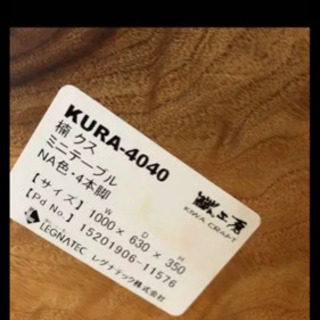 KURA-4040
楠 クス
ミニテーブル
NA色・4本脚
【サイズ】 1000 × 630 × 350
W D H
【Pd No.】 15201906-11576
LEGNATEC レグナテック株式会社
工房
KIWA CRAFT